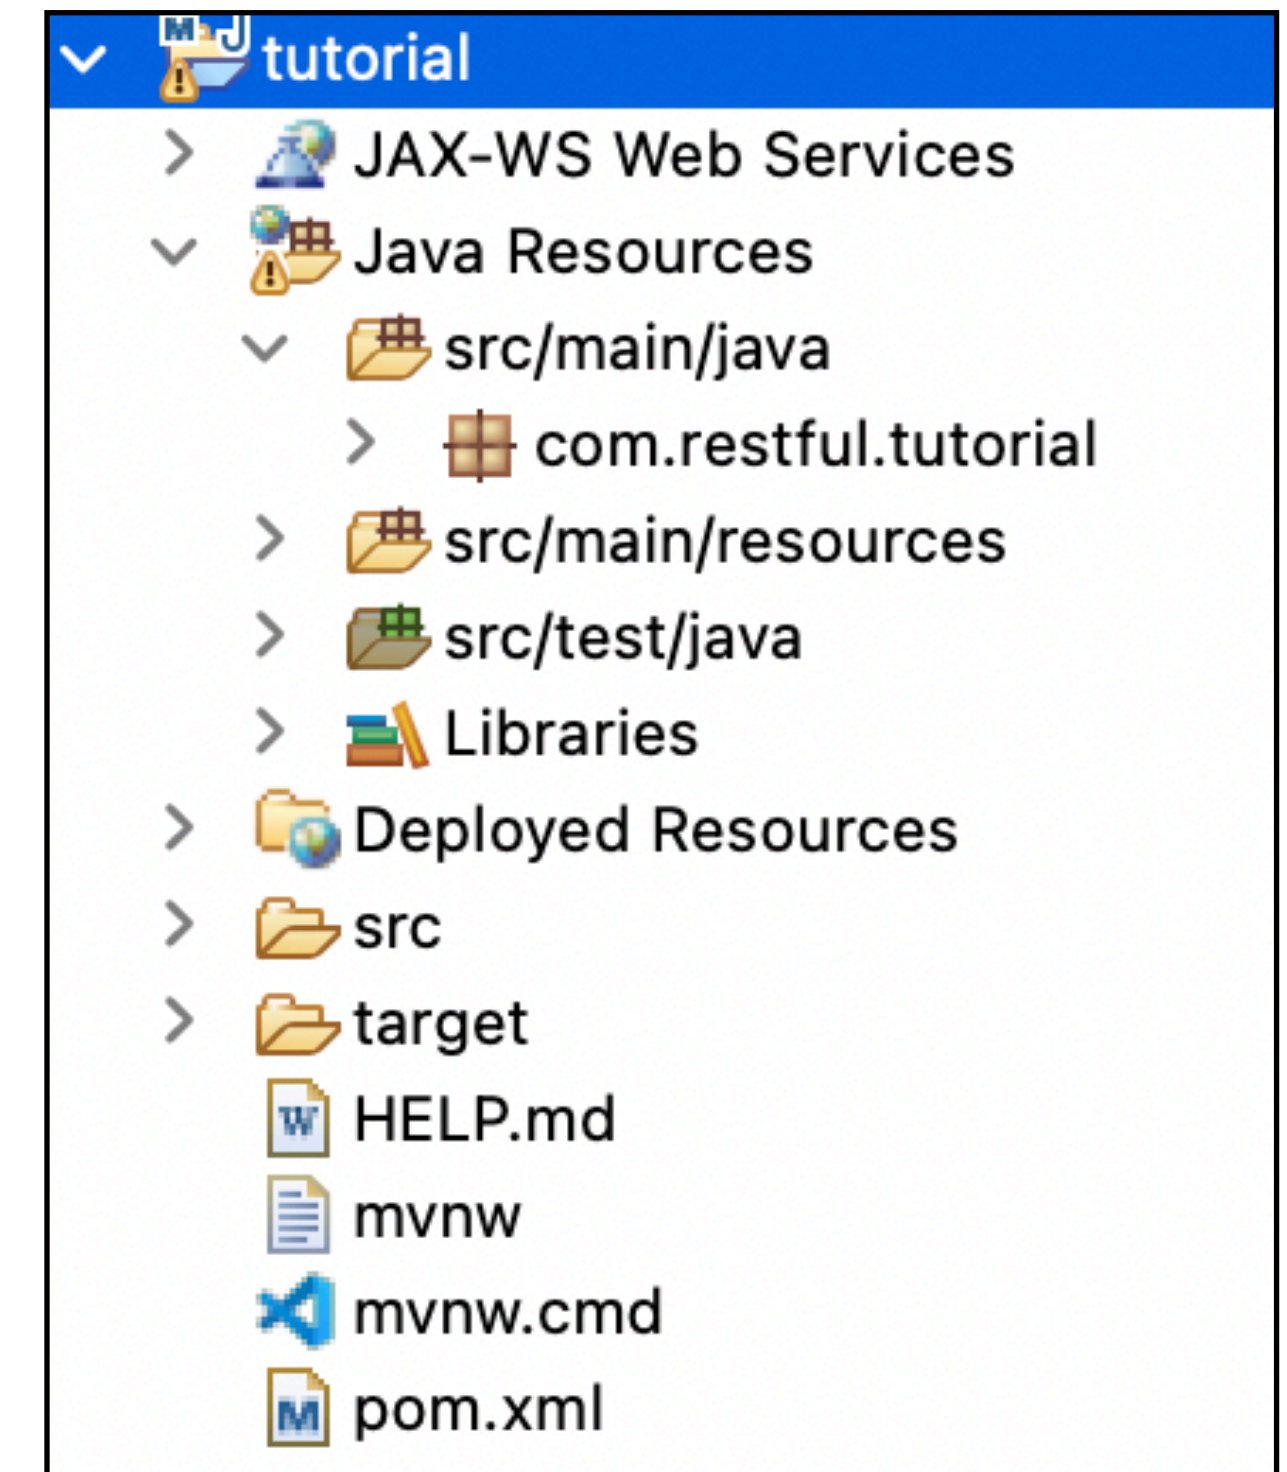 tutorial
JAX-WS Web Services
Java Resources
src/main/java
com.restful.tutorial
src/main/resources
src/test/java
Libraries
Deployed Resources
src
target
HELP.md
mvnw
mvnw.cmd
pom.xml